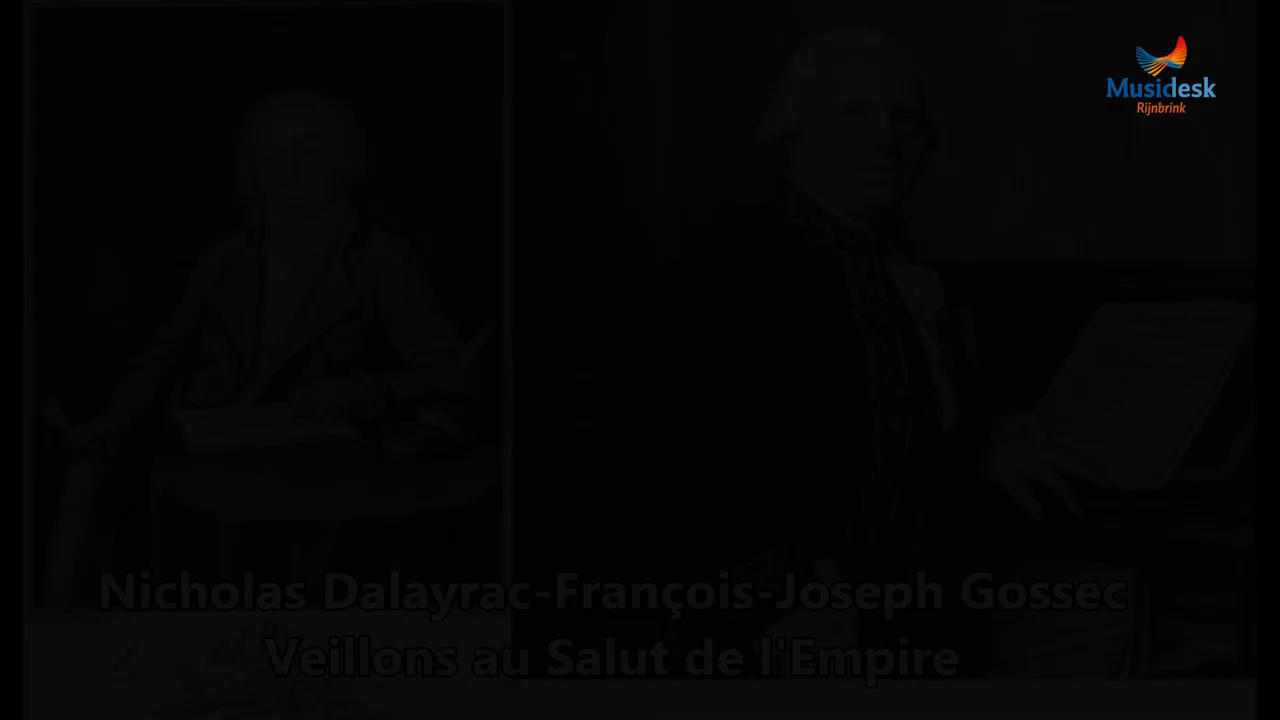 Musidesk
Rijnbrink
Nicholas Dalayrac-François-Joseph Gossec
Veillons au Salut de l'Empire